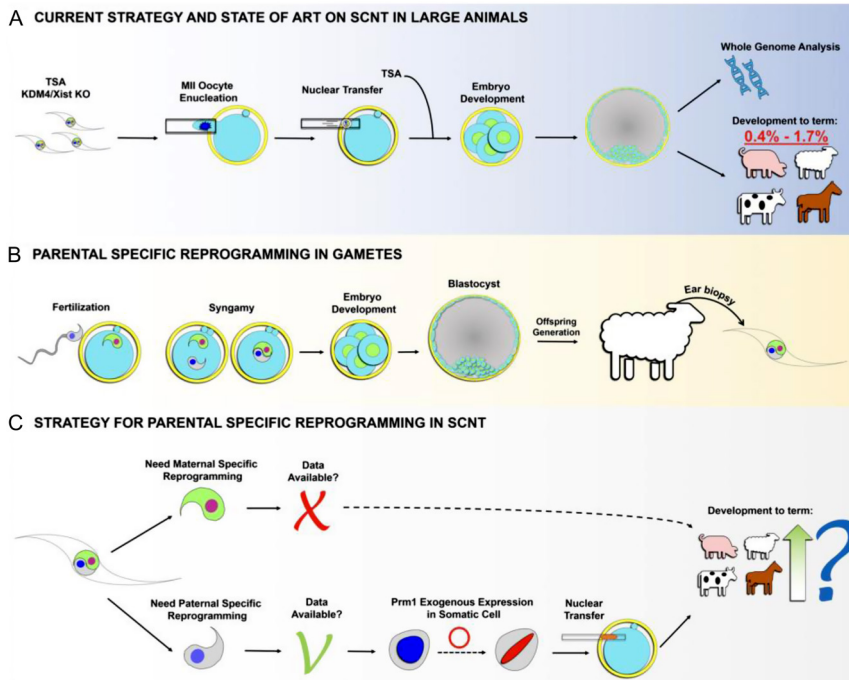 A CURRENT STRATEGY AND STATE OF ART ON SCNT IN LARGE ANIMALS
TSA
KDM4/Xist KO
MII Oocyte
Enucleation
Nuclear Transfer
TSA
Embryo
Development
Whole Genome Analysis
Development to term:
0.4% - 1.7%
B PARENTAL SPECIFIC REPROGRAMMING IN GAMETES
Fertilization
Syngamy
Embryo
Development
Blastocyst
Offspring
Generation
Ear biopsy
C STRATEGY FOR PARENTAL SPECIFIC REPROGRAMMING IN SCNT
Need Maternal Specific
Reprogramming
Data
Available?
X
Development to term:
?
Need Paternal Specific
Reprogramming
Data
Available?
V
Prm1 Exogenous Expression
in Somatic Cell
Nuclear
Transfer